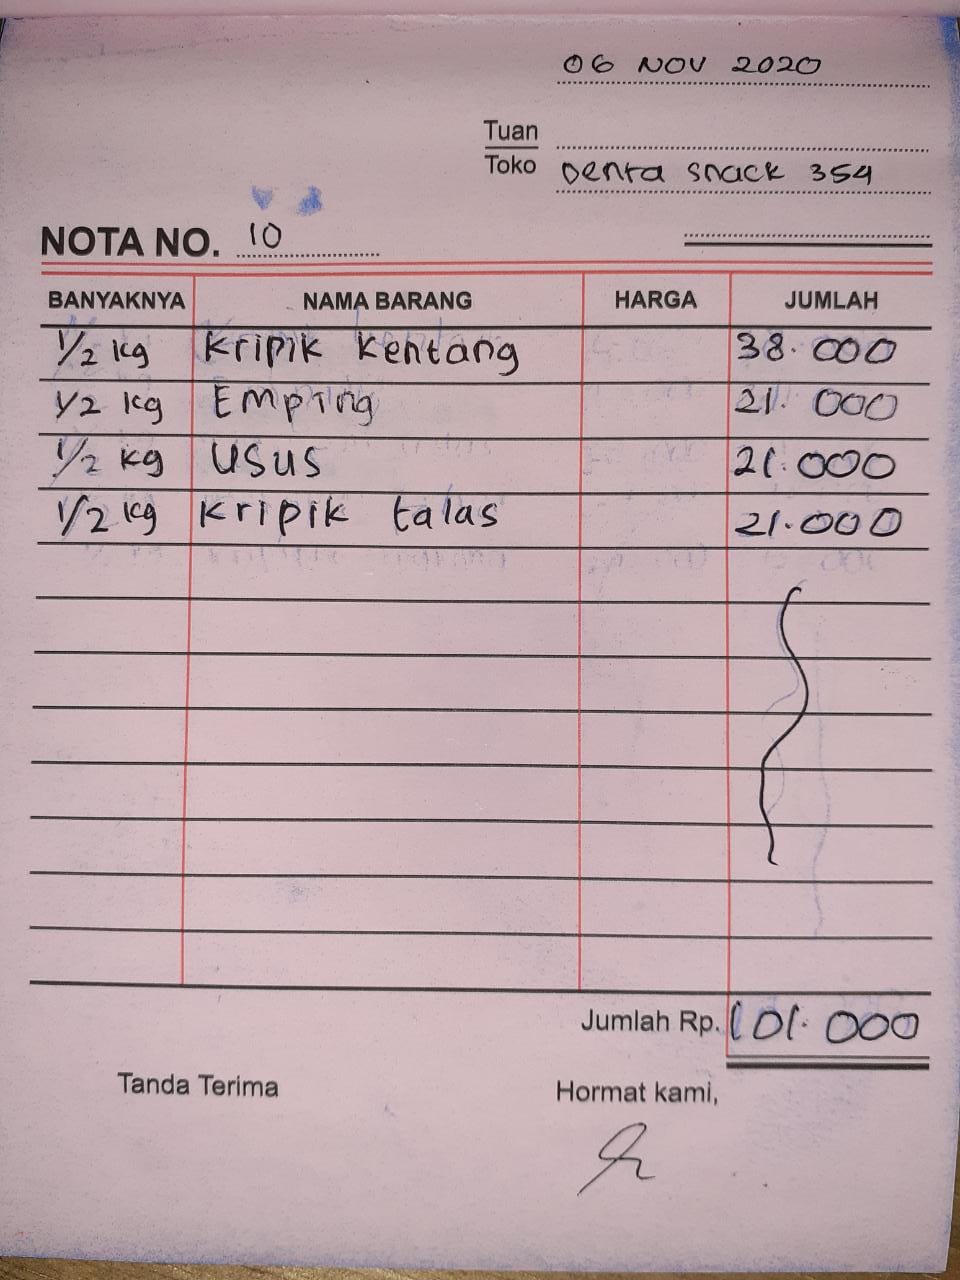 06 NOV 2020
Tuan
Toko Denta snack 354
NOTA NO. 10
BANYAKNYA NAMA BARANG HARGA JUMLAH
1/2 kg Kripik Kentang 38.000
1/2 kg Emping 21.000
1/2 kg Usus 21.000
1/2 kg Kripik talas 21.000
Jumlah Rp. 101.000
Tanda Terima Hormat kami,